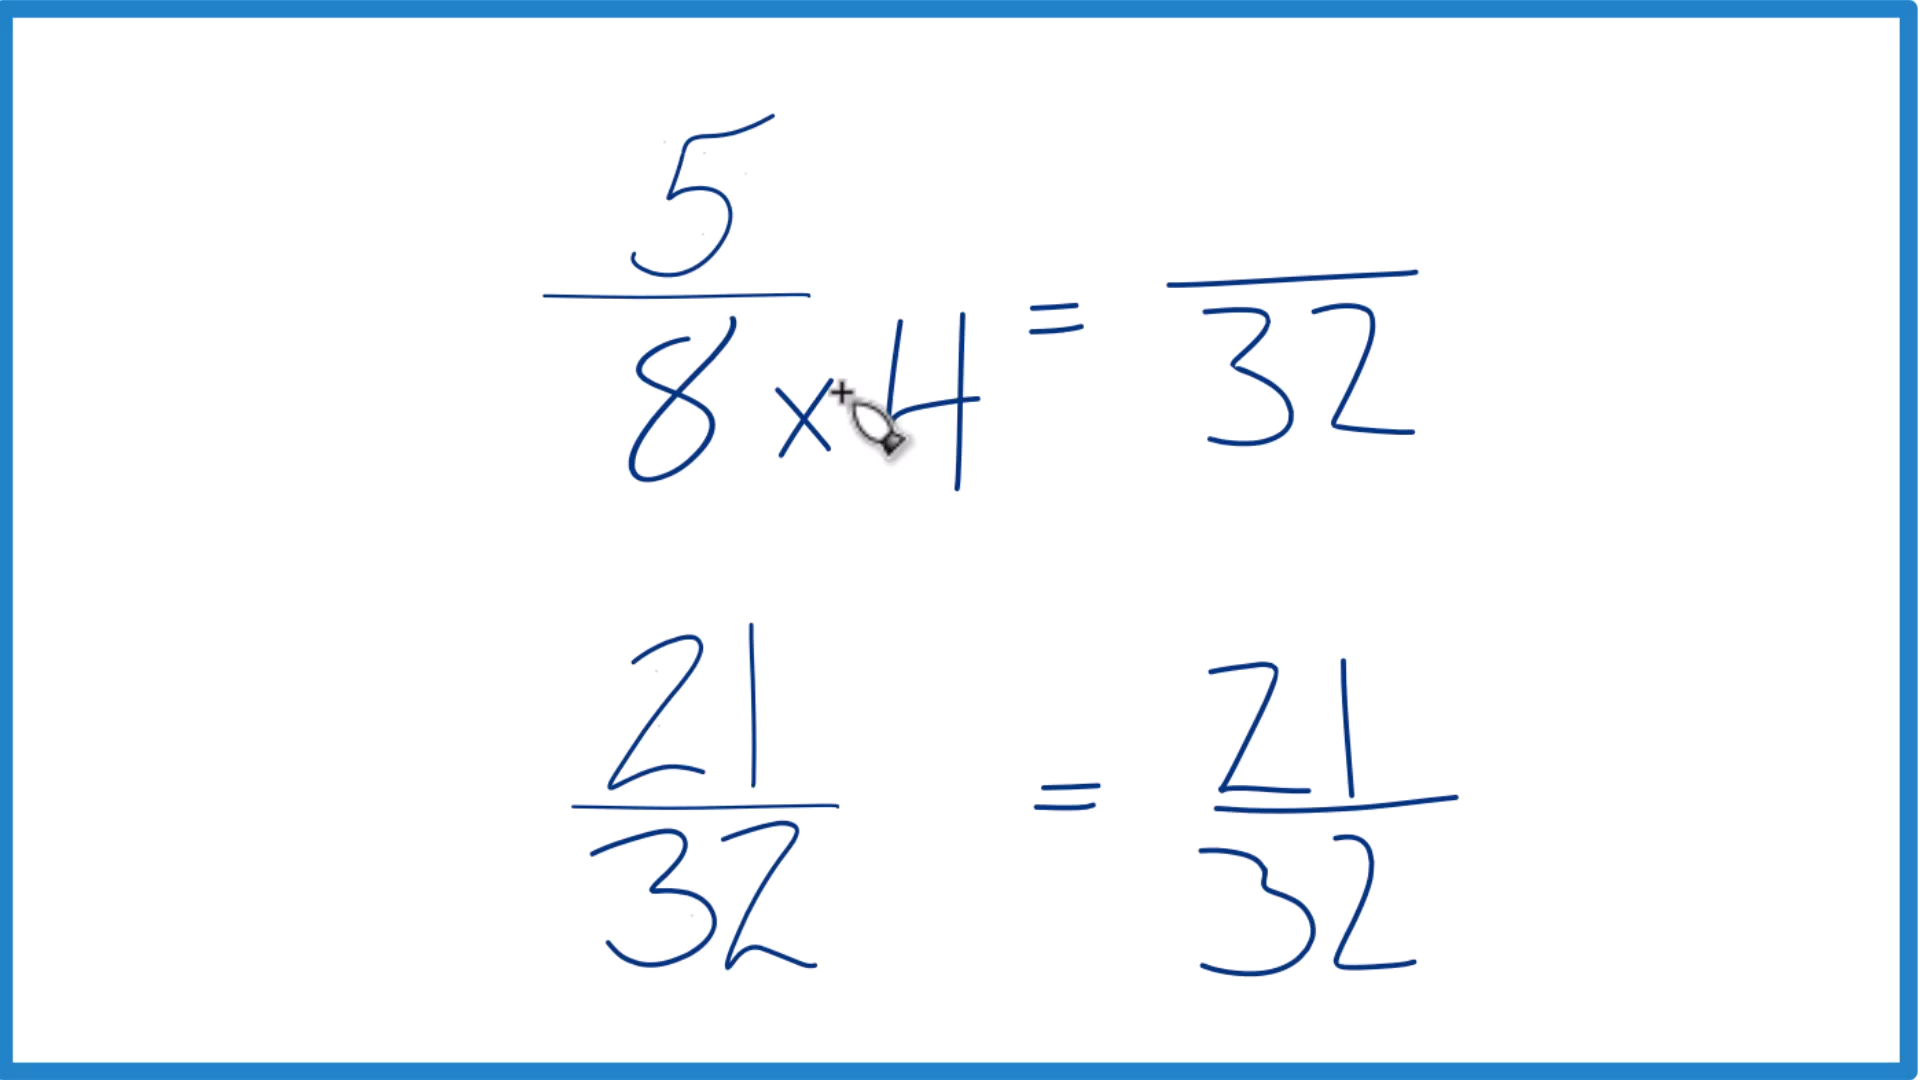 5
8 x 4 = 32
21 = 21
32 32